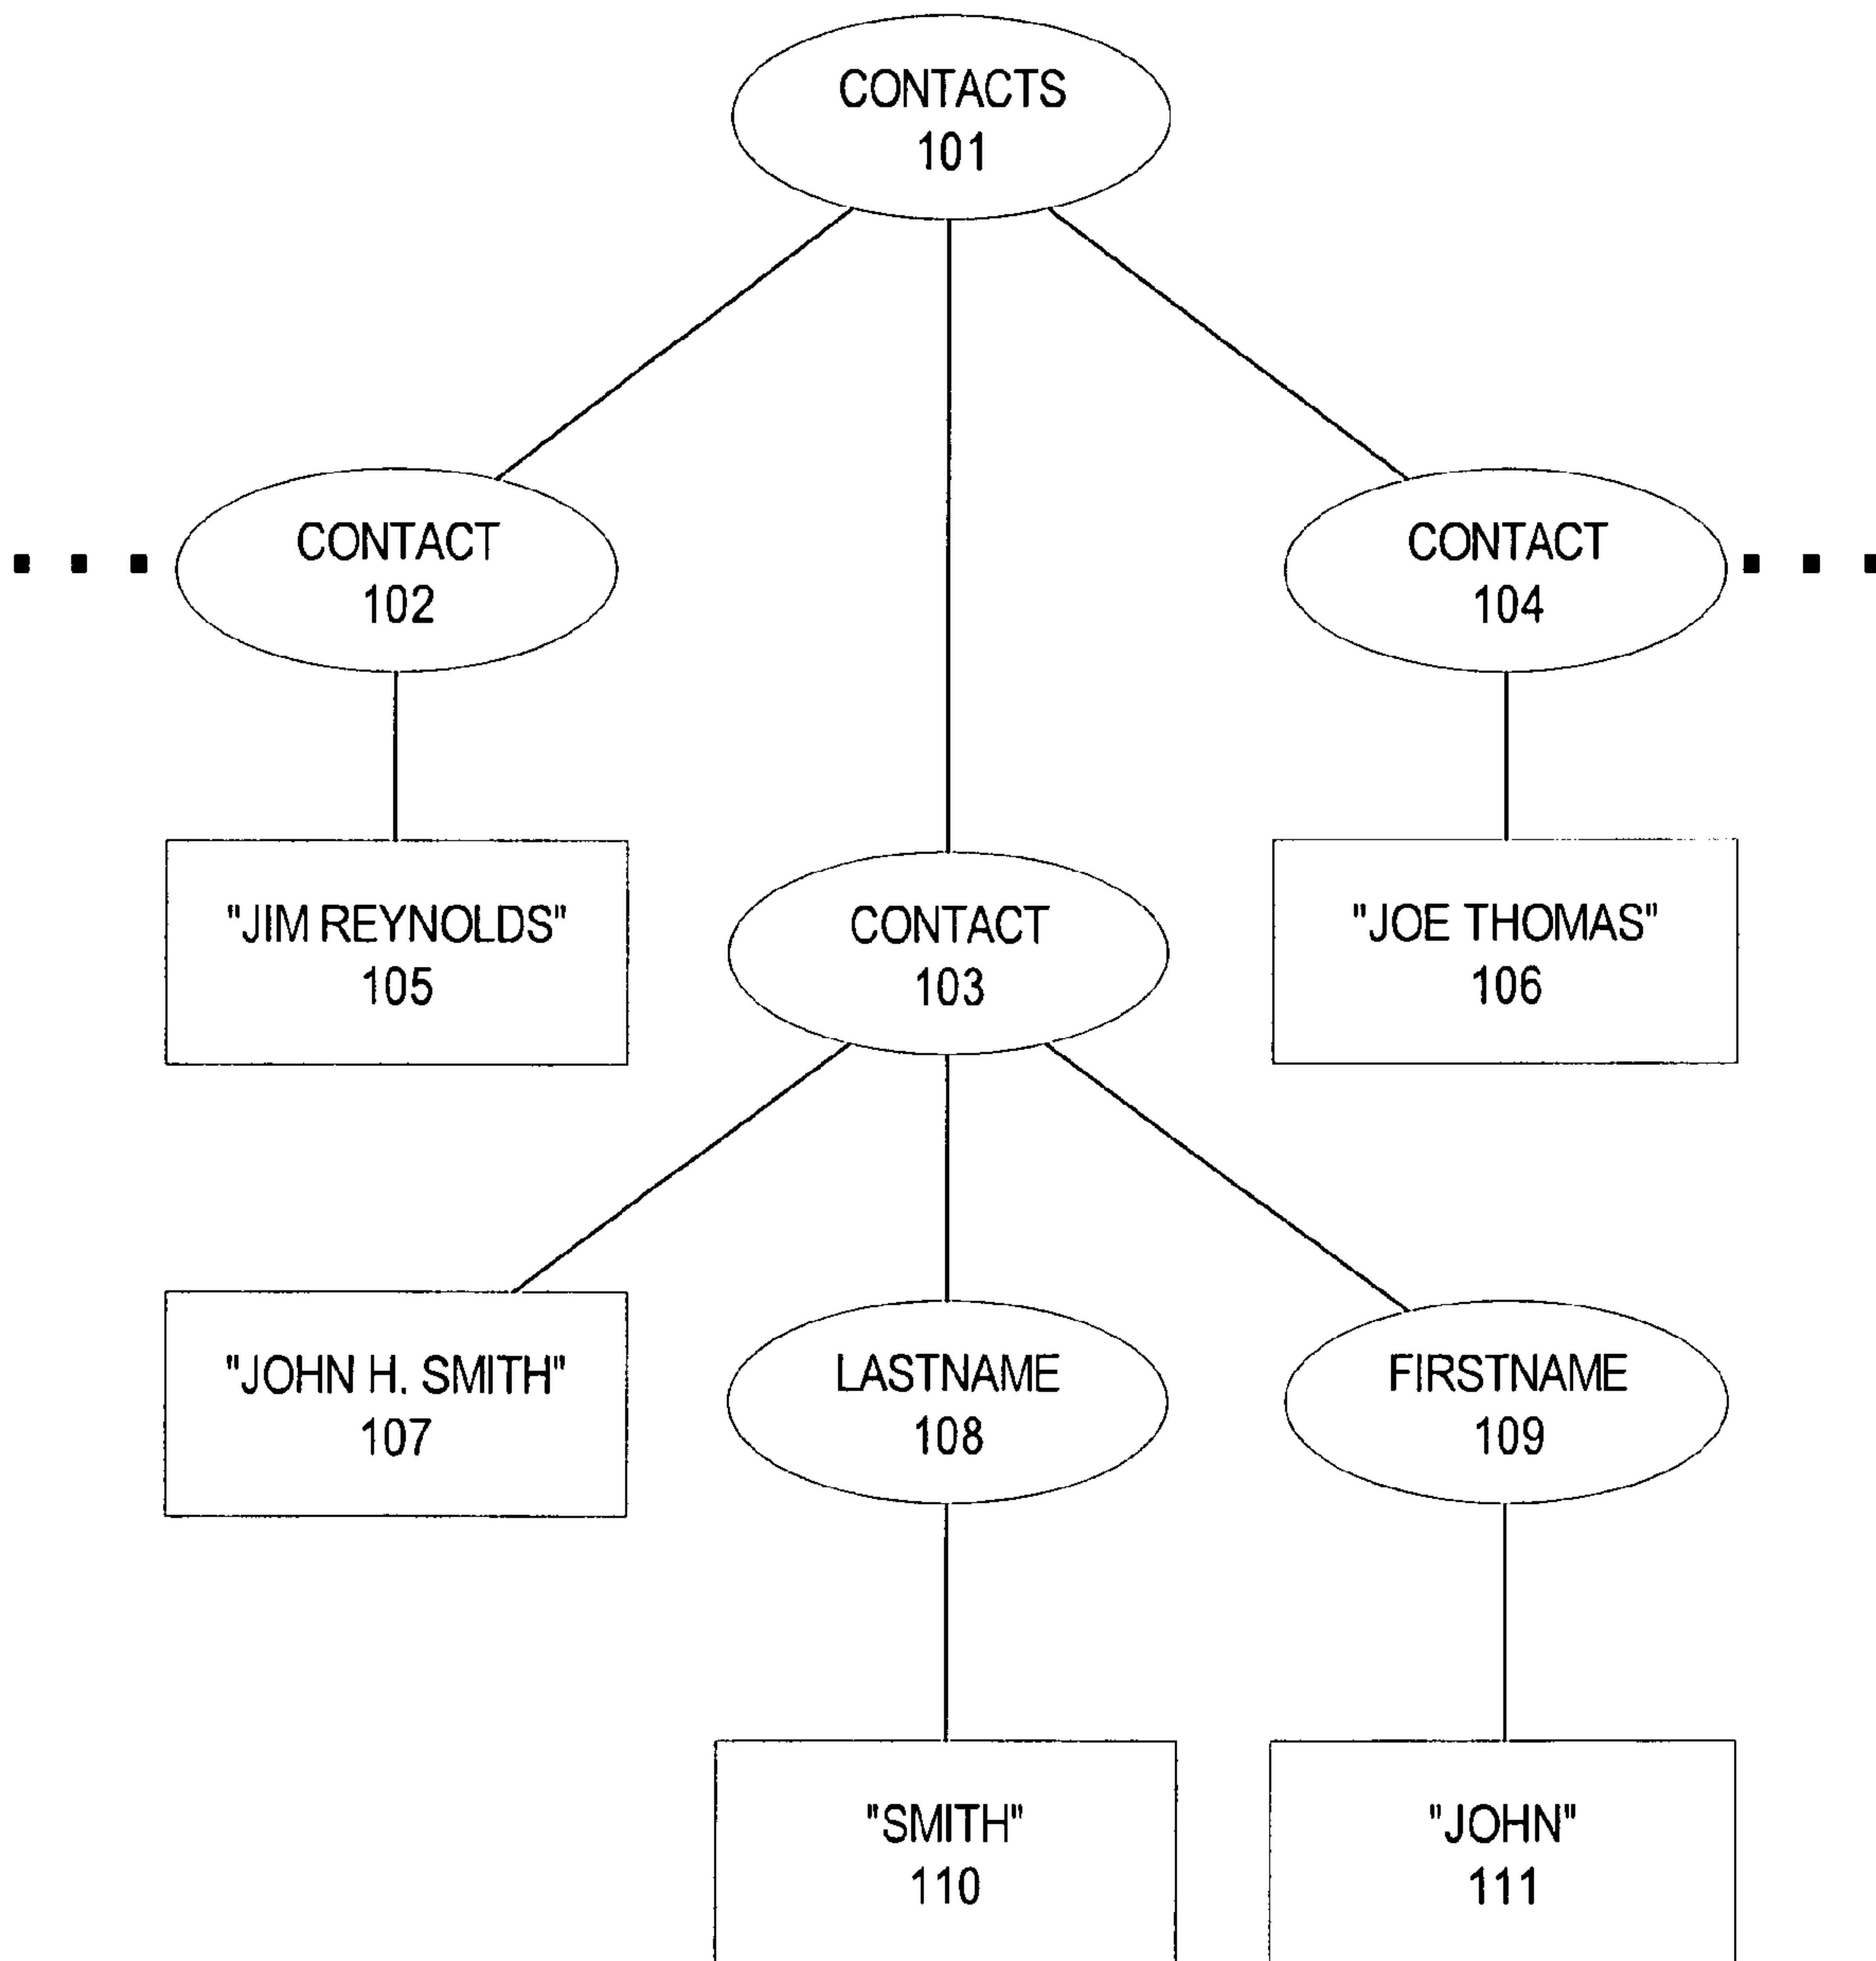 CONTACTS
101
CONTACT
102
CONTACT
104
"JIM REYNOLDS"
105
CONTACT
103
"JOE THOMAS"
106
"JOHN H. SMITH"
107
LASTNAME
108
FIRSTNAME
109
"SMITH"
110
"JOHN"
111